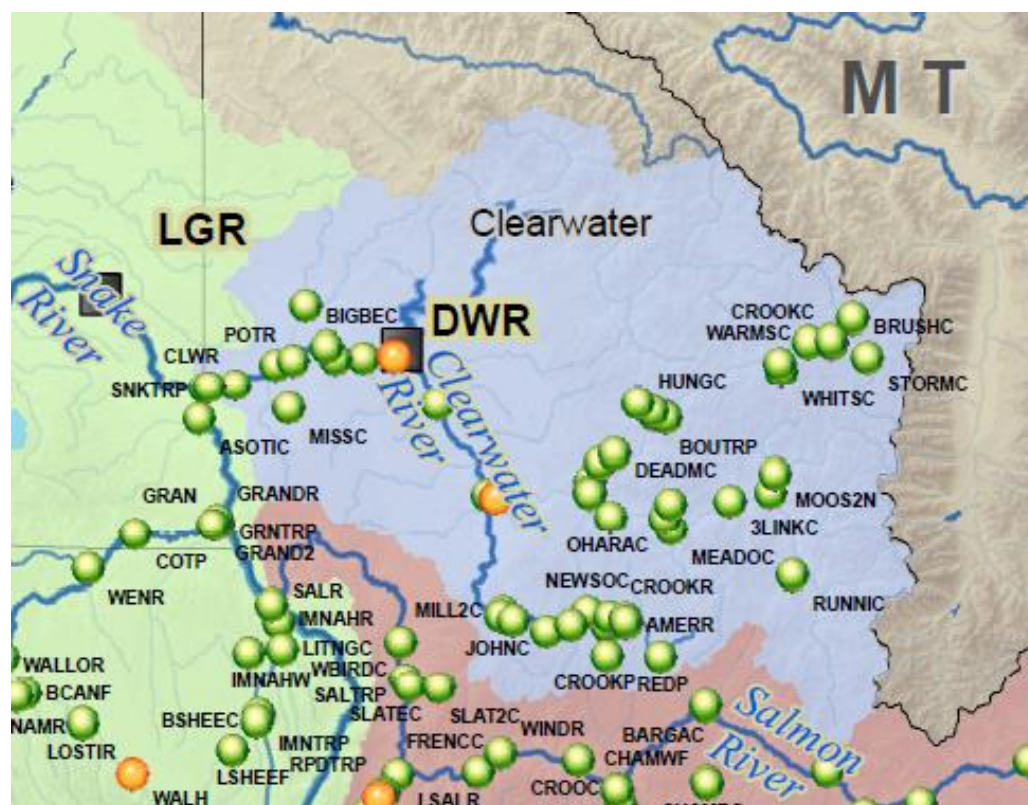 M T
Clearwater
LGR
Snake
River
BIGBEC
DWR
CROOKC
BRUSHC
WARMSC
POTR
CLWR
Clearwater
River
SNKTRP
HUNGC
WHITSC
STORMC
ASOTIC
MISSC
BOUTRP
DEADMC
GRAN
GRANDR
MOOS2N
3LINKC
GRNTRP
GRAND2
COTP
OHARAC
MEADOC
WENR
NEWSOC
CROOKR
RUNNIC
SALR
MILL2C
IMNAHR
AMERR
LITNGC
JOHNC
WALLOR
WBIRDC
IMNAHW
CROOKP
REDP
BCANF
SALTRP
SLATEC
SLAT2C
WINDR
BARGAC
Salmon
River
NAMR
BSHEEC
LOSTIR
IMNTRP
FRENCC
CHAMWF
RPDTRP
LSHEEF
CROOC
WALH
LSALR